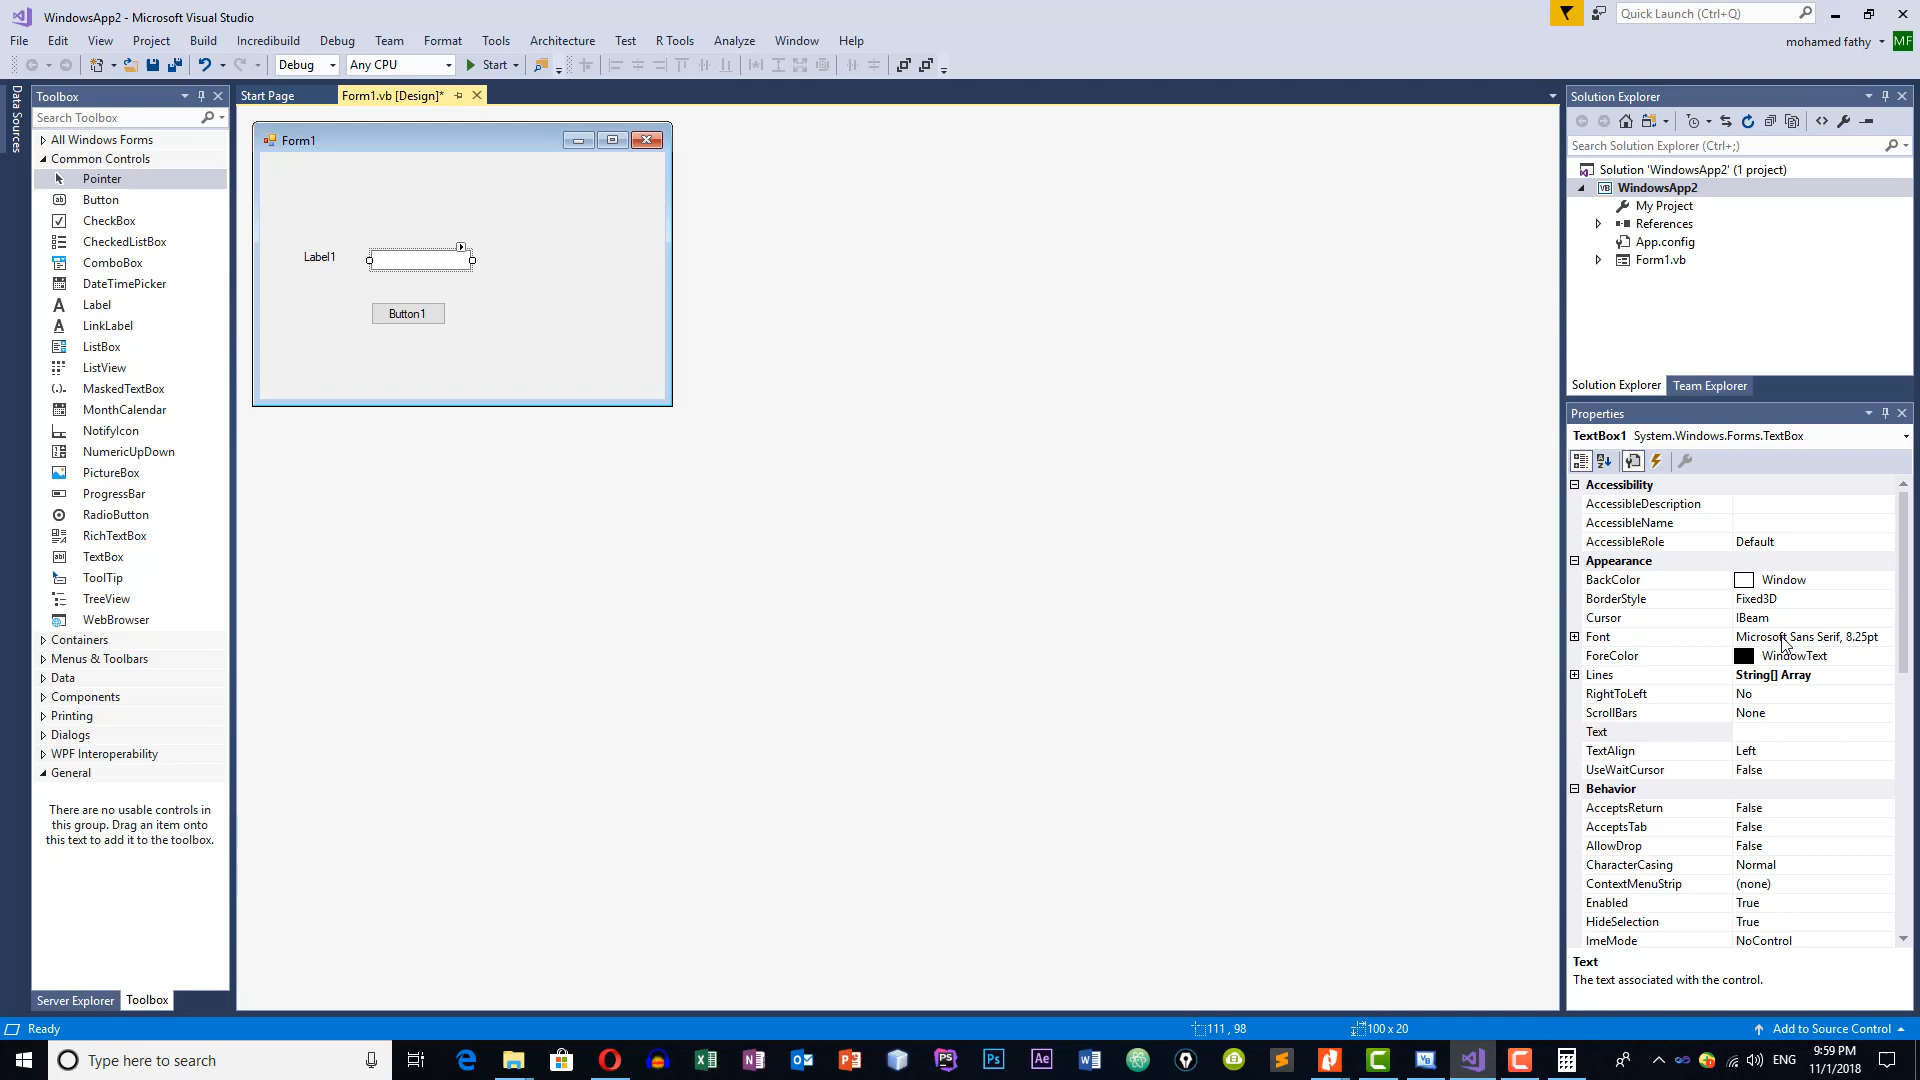 WindowsApp2 - Microsoft Visual Studio
Quick Launch (Ctrl+Q)
File Edit View Project Build Incredibuild Debug Team Format Tools Architecture Test R Tools Analyze Window Help
mohamed fathy MF
Debug Any CPU Start
Data Sources
Toolbox
Search Toolbox
All Windows Forms
Common Controls
Pointer
Button
CheckBox
CheckedListBox
ComboBox
DateTimePicker
Label
LinkLabel
ListBox
ListView
MaskedTextBox
MonthCalendar
NotifyIcon
NumericUpDown
PictureBox
ProgressBar
RadioButton
RichTextBox
TextBox
ToolTip
TreeView
WebBrowser
Containers
Menus & Toolbars
Data
Components
Printing
Dialogs
WPF Interoperability
General
There are no usable controls in
this group. Drag an item onto
this text to add it to the toolbox.
Server Explorer Toolbox
Start Page Form1.vb [Design]*
Form1
Label1
Button1
Solution Explorer
Search Solution Explorer (Ctrl+;)
Solution 'WindowsApp2' (1 project)
VB WindowsApp2
My Project
References
App.config
Form1.vb
Solution Explorer Team Explorer
Properties
TextBox1 System.Windows.Forms.TextBox
Accessibility
AccessibleDescription
AccessibleName
AccessibleRole Default
Appearance
BackColor Window
BorderStyle Fixed3D
Cursor IBeam
Font Microsoft Sans Serif, 8.25pt
ForeColor WindowText
Lines String[] Array
RightToLeft No
ScrollBars None
Text
TextAlign Left
UseWaitCursor False
Behavior
AcceptsReturn False
AcceptsTab False
AllowDrop False
CharacterCasing Normal
ContextMenuStrip (none)
Enabled True
HideSelection True
ImeMode NoControl
Text
The text associated with the control.
Ready
111 , 98
100 x 20
Add to Source Control
Type here to search
ENG
9:59 PM
11/1/2018